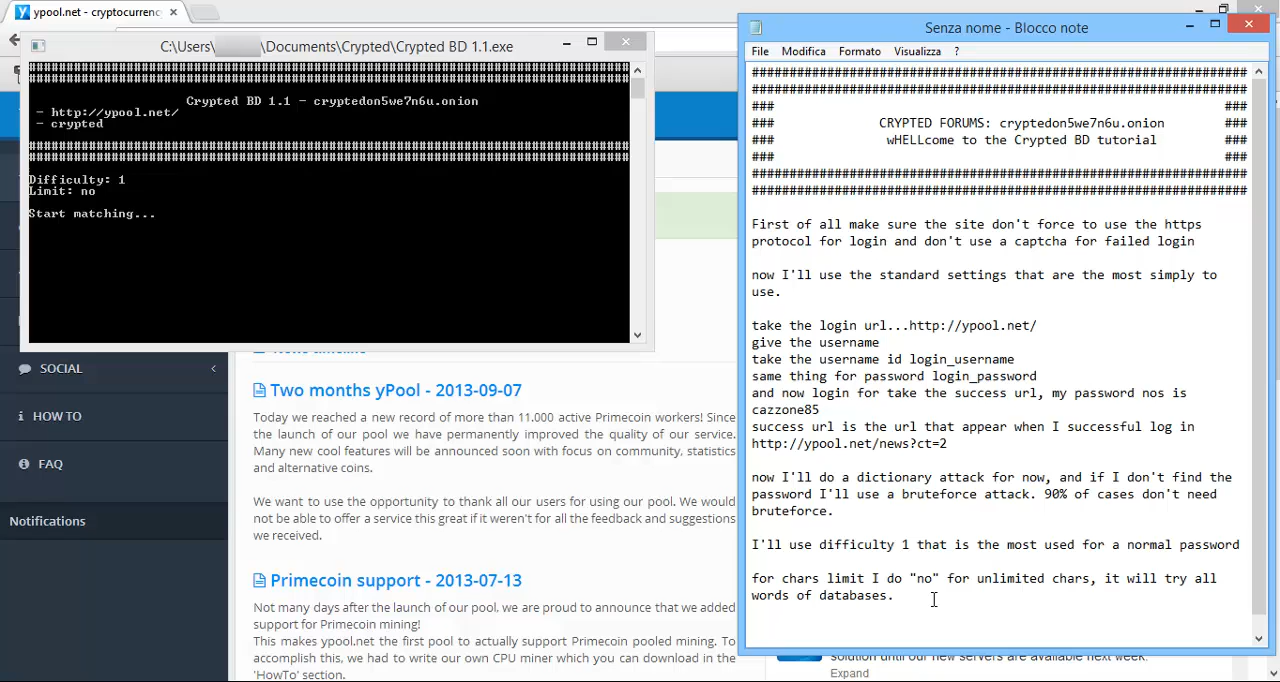 ypool.net - cryptocurrenc
C:\Users\ \Documents\Crypted\Crypted BD 1.1.exe
################################################################################
################################################################################
Crypted BD 1.1 - cryptedon5we7n6u.onion
- http://ypool.net/
- crypted
################################################################################
################################################################################
Difficulty: 1
Limit: no
Start matching...
SOCIAL
HOW TO
FAQ
Notifications
Two months yPool - 2013-09-07
Today we reached a new record of more than 11.000 active Primecoin workers! Since
the launch of our pool we have permanently improved the quality of our service.
Many new cool features will be announced soon with focus on community, statistics
and alternative coins.
We want to use the opportunity to thank all our users for using our pool. We would
not be able to offer a service this great if it weren't for all the feedback and suggestions
we received.
Primecoin support - 2013-07-13
Not many days after the launch of our pool, we are proud to announce that we added
support for Primecoin mining!
This makes ypool.net the first pool to actually support Primecoin pooled mining. To
accomplish this, we had to write our own CPU miner which you can download in the
'HowTo' section.
Senza nome - Blocco note
File Modifica Formato Visualizza ?
##################################################################
##################################################################
### ###
### CRYPTED FORUMS: cryptedon5we7n6u.onion ###
### wHELLcome to the Crypted BD tutorial ###
### ###
##################################################################
##################################################################
First of all make sure the site don't force to use the https
protocol for login and don't use a captcha for failed login
now I'll use the standard settings that are the most simply to
use.
take the login url...http://ypool.net/
give the username
take the username id login_username
same thing for password login_password
and now login for take the success url, my password nos is
cazzone85
success url is the url that appear when I successful log in
http://ypool.net/news?ct=2
now I'll do a dictionary attack for now, and if I don't find the
password I'll use a bruteforce attack. 90% of cases don't need
bruteforce.
I'll use difficulty 1 that is the most used for a normal password
for chars limit I do "no" for unlimited chars, it will try all
words of databases.
solution until our new servers are available next week.
Expand